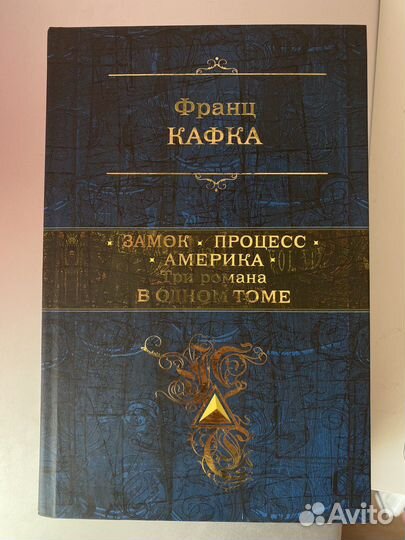 Франц
КАФКА
· ЗАМОК · ПРОЦЕСС ·
· АМЕРИКА ·
Три романа
В ОДНОМ ТОМЕ
Avito